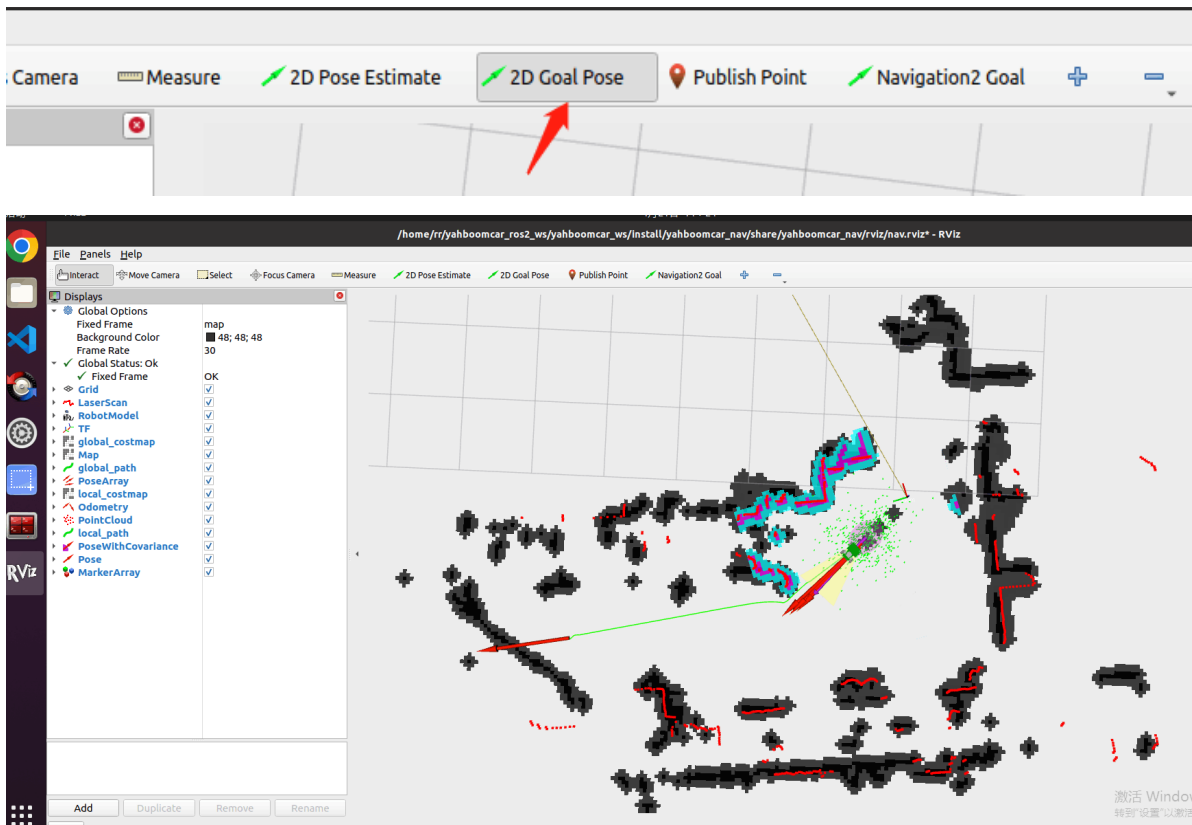 Camera Measure 2D Pose Estimate 2D Goal Pose Publish Point Navigation2 Goal
/home/rr/yahboomcar_ros2_ws/yahboomcar_ws/install/yahboomcar_nav/share/yahboomcar_nav/rviz/nav.rviz* - RViz
File Panels Help
Interact Move Camera Select Focus Camera Measure 2D Pose Estimate 2D Goal Pose Publish Point Navigation2 Goal
Displays
Global Options
Fixed Frame map
Background Color 48; 48; 48
Frame Rate 30
Global Status: Ok
Fixed Frame OK
Grid
LaserScan
RobotModel
TF
global_costmap
Map
global_path
PoseArray
local_costmap
Odometry
PointCloud
local_path
PoseWithCovariance
Pose
MarkerArray
RViz
Add Duplicate Remove Rename
激活 Window
转到"设置"以激活